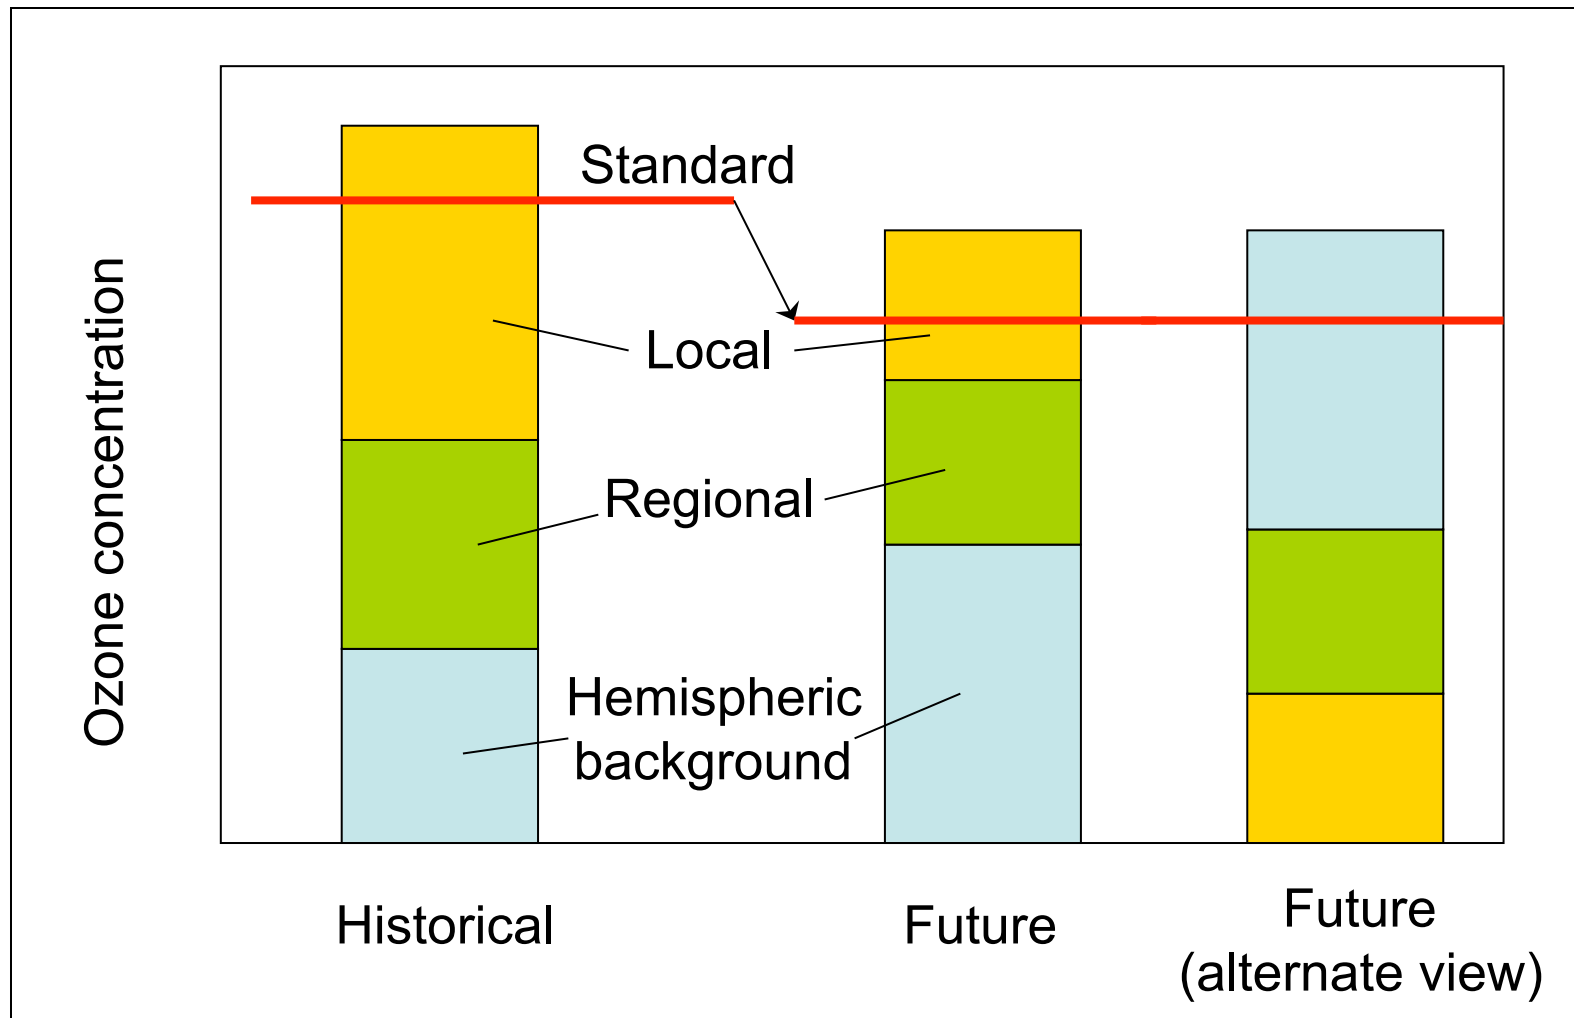 Standard
Local
Regional
Hemispheric
background
Ozone concentration
Historical
Future
Future
(alternate view)